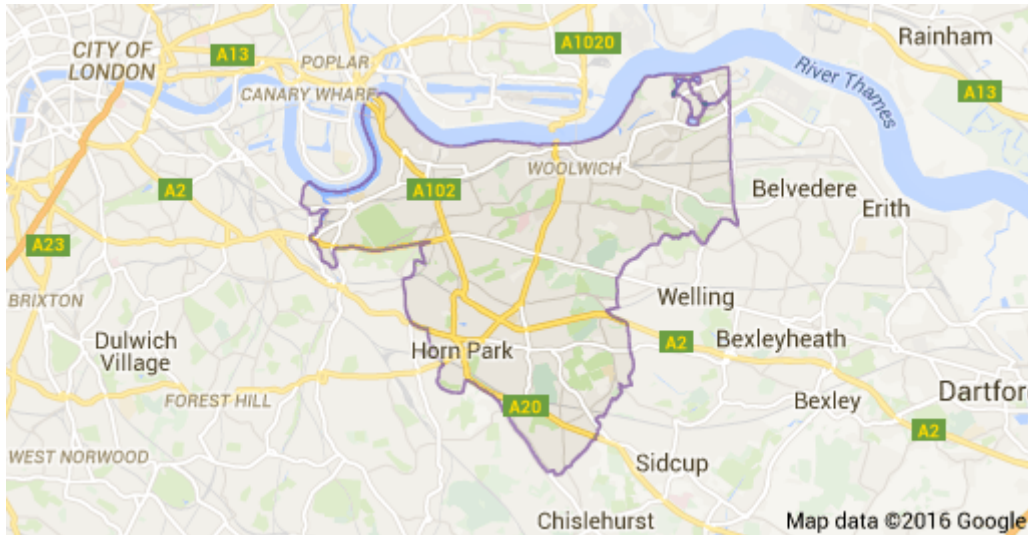 Rainham
A1020
CITY OF
LONDON
A13
POPLAR
CANARY WHARF
River Thames
A13
WOOLWICH
A2
A102
Belvedere
Erith
A23
BRIXTON
Welling
Dulwich
Village
Horn Park
A2
Bexleyheath
FOREST HILL
A20
Bexley
Dartford
A2
WEST NORWOOD
Sidcup
Chislehurst
Map data ©2016 Google